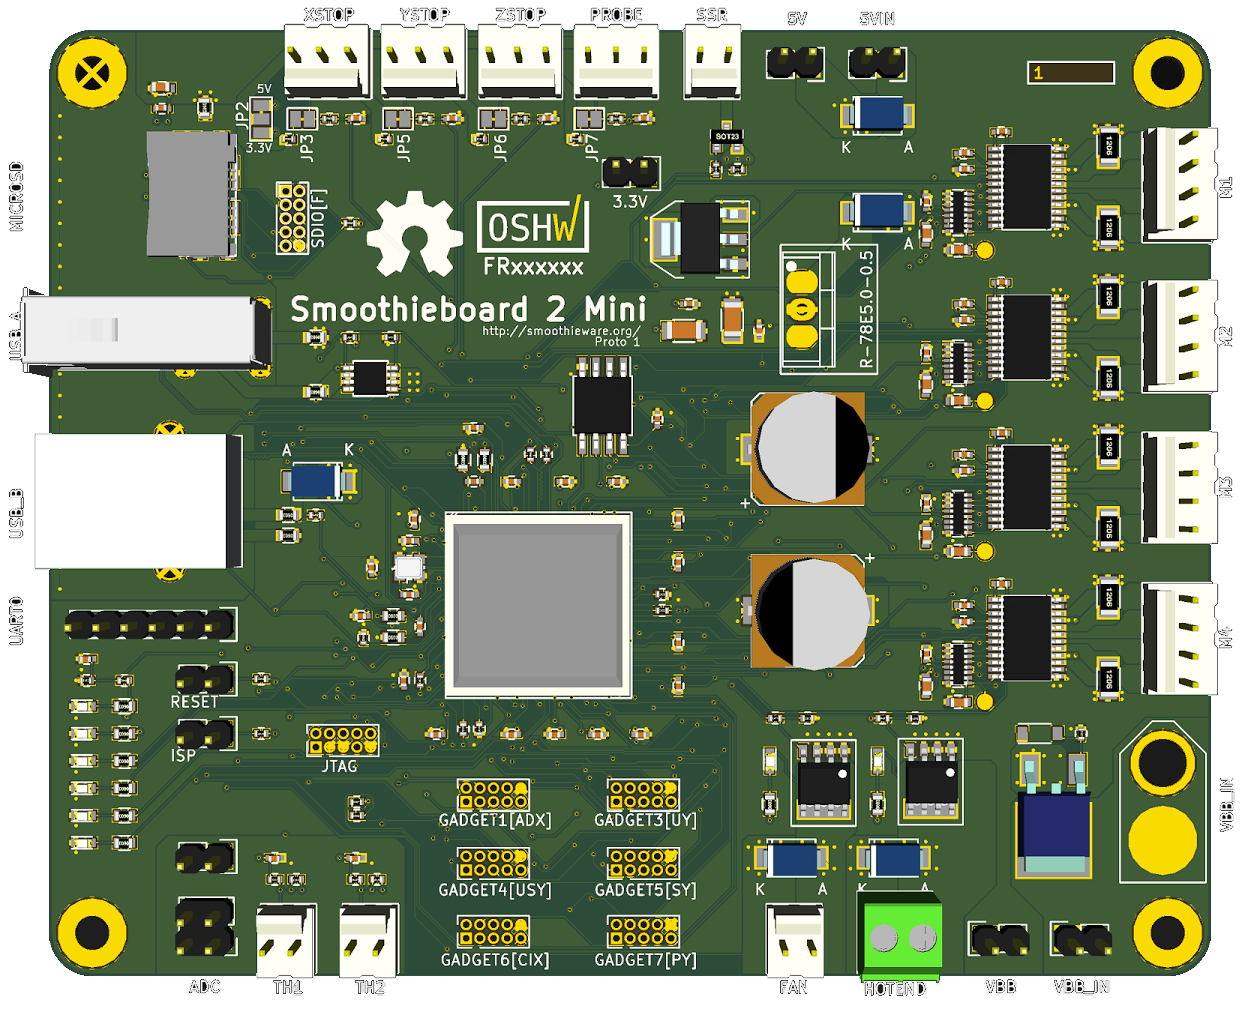 XSTOP YSTOP ZSTOP PROBE SSR 5V 5VIN
1
5V
JP2
3.3V
JP3
JP5
JP6
JP7
SOT23
K A
1206
M1
MICROSD
SDIO[F]
3.3V
OSHW
FRxxxxxx
K A
1206
Smoothieboard 2 Mini
http://smoothieware.org/
Proto 1
R-78E5.0-0.5
USB_A
1206
M2
1206
A K
USB_B
+
1206
M3
1206
+
UART0
1206
M4
1206
RESET
ISP
JTAG
GADGET1[ADX] GADGET3[UY]
VBB_IN
GADGET4[USY] GADGET5[SY]
K A K A
GADGET6[CIX] GADGET7[PY]
ADC TH1 TH2 FAN HOTEND VBB VBB_IN